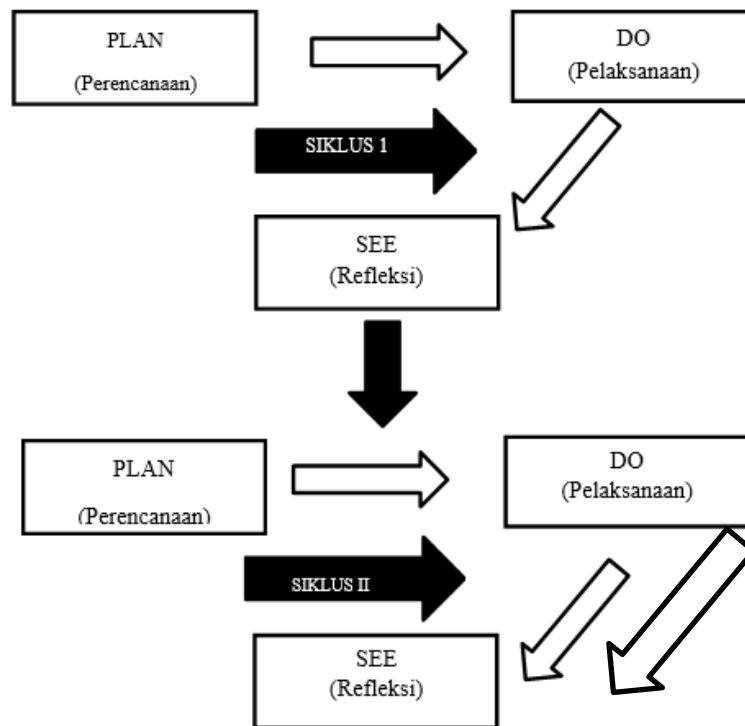 PLAN
(Perencanaan)
DO
(Pelaksanaan)
SIKLUS 1
SEE
(Refleksi)
PLAN
(Perencanaan)
DO
(Pelaksanaan)
SIKLUS II
SEE
(Refleksi)